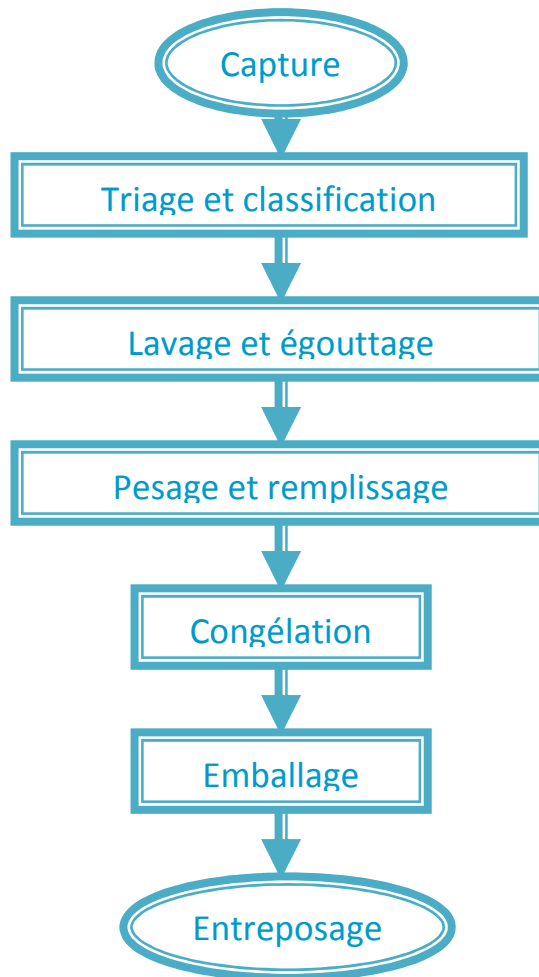 Capture
Triage et classification
Lavage et égouttage
Pesage et remplissage
Congélation
Emballage
Entreposage